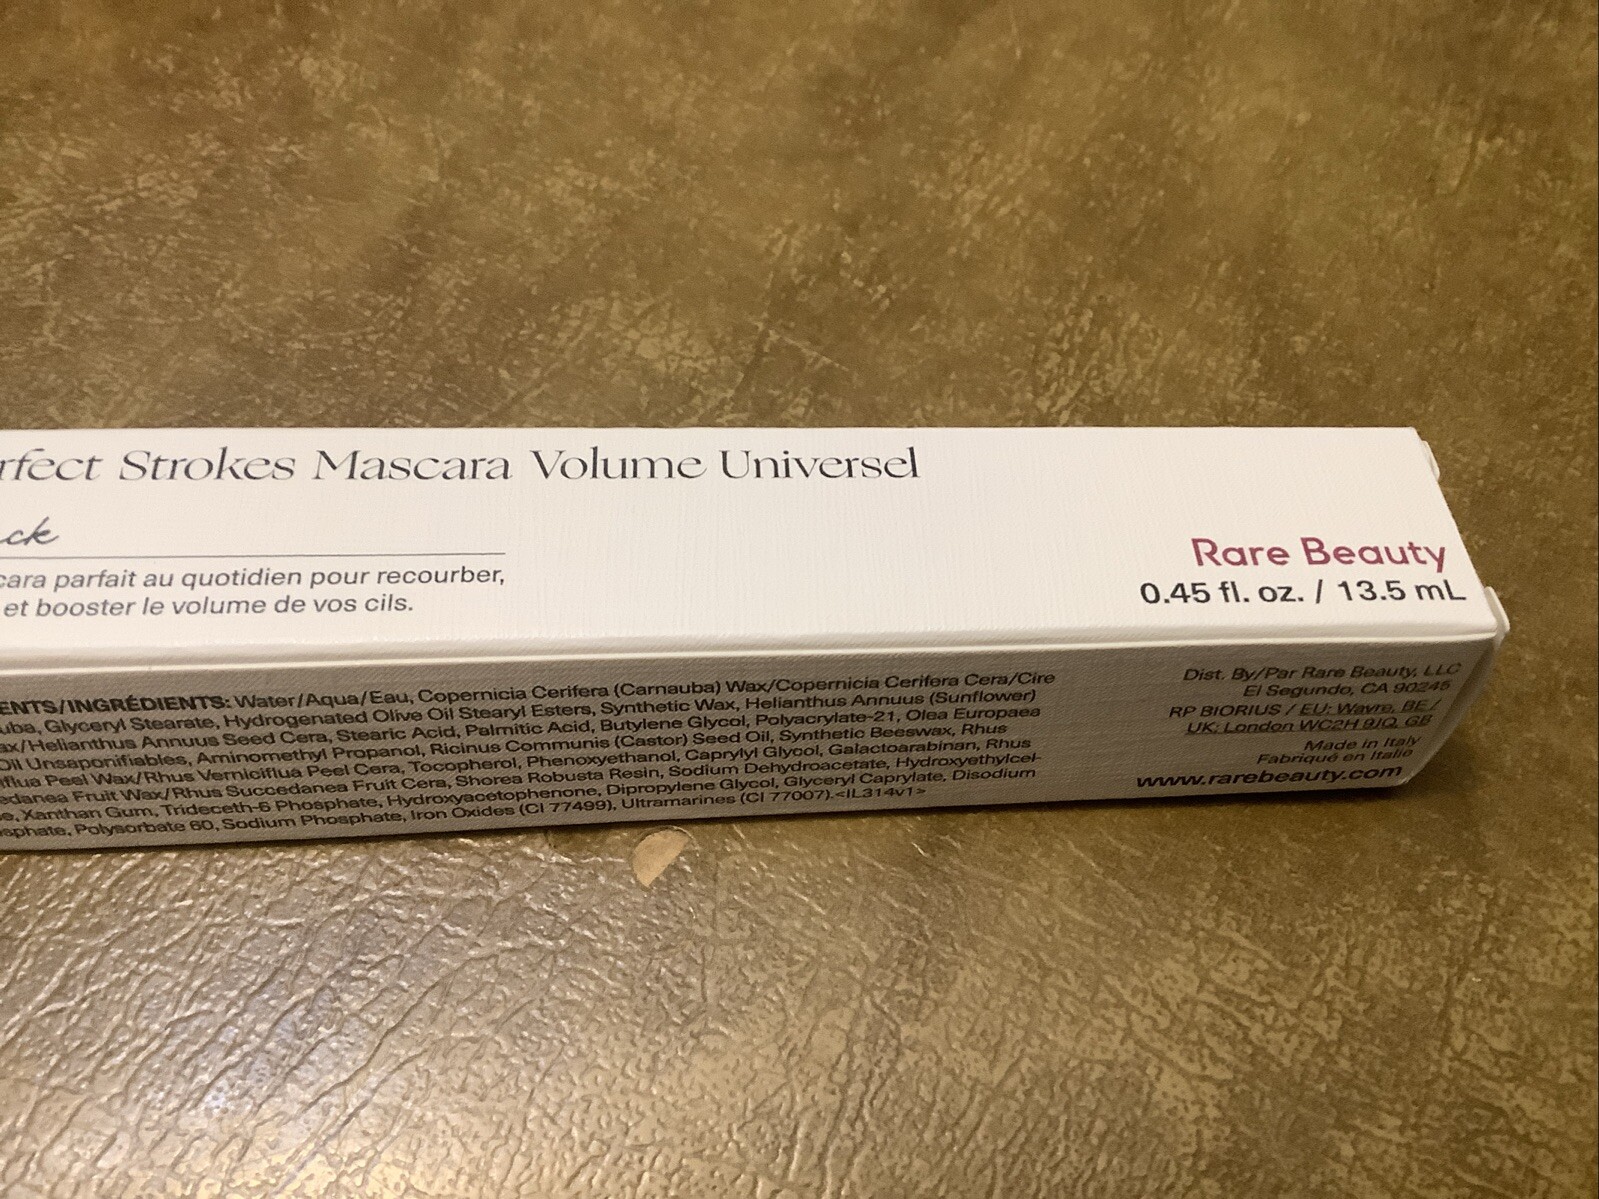 rfect Strokes Mascara Volume Universel
ck
cara parfait au quotidien pour recourber,
et booster le volume de vos cils.
Rare Beauty
0.45 fl. oz. / 13.5 mL
ENTS/INGRÉDIENTS: Water/Aqua/Eau, Copernicia Cerifera (Carnauba) Wax/Copernicia Cerifera Cera/Cire
uba, Glyceryl Stearate, Hydrogenated Olive Oil Stearyl Esters, Synthetic Wax, Helianthus Annuus (Sunflower)
ax/Helianthus Annuus Seed Cera, Stearic Acid, Palmitic Acid, Butylene Glycol, Polyacrylate-21, Olea Europaea
Oil Unsaponifiables, Aminomethyl Propanol, Ricinus Communis (Castor) Seed Oil, Synthetic Beeswax, Rhus
iflua Peel Wax/Rhus Verniciflua Peel Cera, Tocopherol, Phenoxyethanol, Caprylyl Glycol, Galactoarabinan, Rhus
edanea Fruit Wax/Rhus Succedanea Fruit Cera, Shorea Robusta Resin, Sodium Dehydroacetate, Hydroxyethylcel-
e, Xanthan Gum, Trideceth-6 Phosphate, Hydroxyacetophenone, Dipropylene Glycol, Glyceryl Caprylate, Disodium
sphate, Polysorbate 60, Sodium Phosphate, Iron Oxides (CI 77499), Ultramarines (CI 77007).<IL314v1>
Dist. By/Par Rare Beauty, LLC
El Segundo, CA 90245
RP BIORIUS / EU: Wavre, BE /
UK: London WC2H 9JQ, GB
Made in Italy
Fabriqué en Italie
www.rarebeauty.com